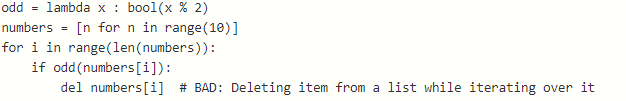 odd = lambda x : bool(x % 2)
numbers = [n for n in range(10)]
for i in range(len(numbers)):
    if odd(numbers[i]):
        del numbers[i]  # BAD: Deleting item from a list while iterating over it